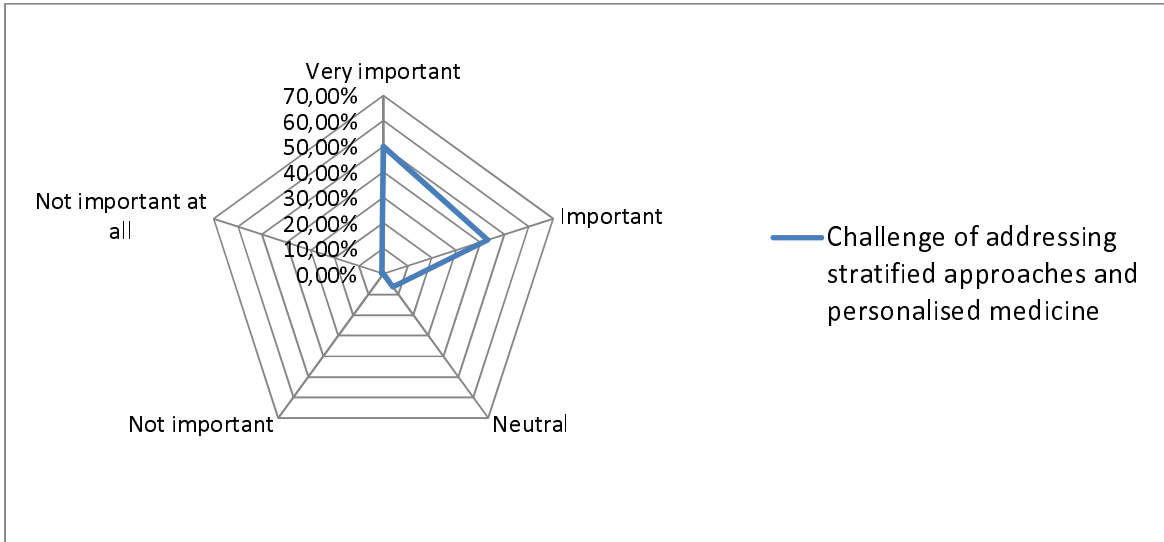 Very important
70,00%
60,00%
50,00%
40,00%
30,00%
20,00%
10,00%
0,00%
Important
Neutral
Not important
Not important at
all
Challenge of addressing
stratified approaches and
personalised medicine